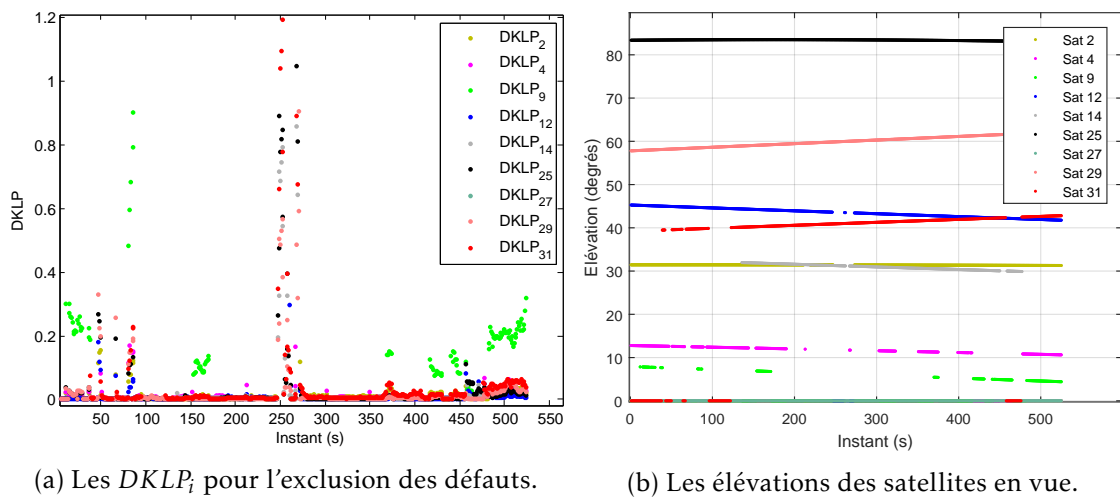 1.2
1
0.8
0.6
0.4
0.2
0
DKLP
50 100 150 200 250 300 350 400 450 500 550
Instant (s)
DKLP2
DKLP4
DKLP9
DKLP12
DKLP14
DKLP25
DKLP27
DKLP29
DKLP31
(a) Les DKLPi pour l'exclusion des défauts.
80
70
60
50
40
30
20
10
0
Elévation (degrés)
0 100 200 300 400 500
Instant (s)
Sat 2
Sat 4
Sat 9
Sat 12
Sat 14
Sat 25
Sat 27
Sat 29
Sat 31
(b) Les élévations des satellites en vue.